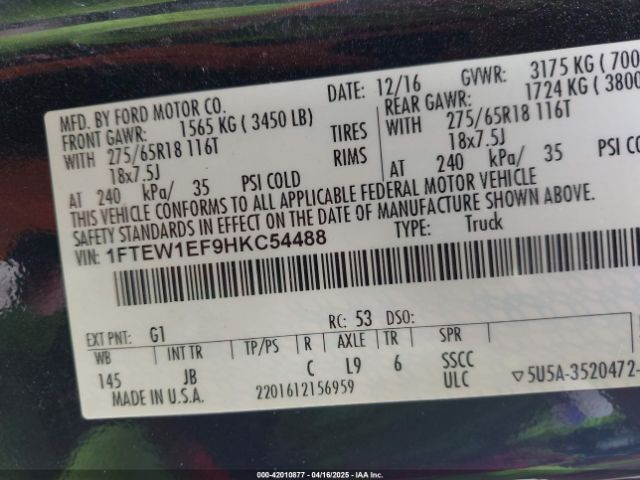 MFD. BY FORD MOTOR CO. DATE: 12/16 GVWR: 3175 KG ( 700
FRONT GAWR: 1565 KG ( 3450 LB) REAR GAWR: 1724 KG ( 3800
WITH 275/65R18 116T TIRES WITH 275/65R18 116T
18x7.5J RIMS 18x7.5J
AT 240 kPa/ 35 PSI COLD AT 240 kPa/ 35 PSI CO
THIS VEHICLE CONFORMS TO ALL APPLICABLE FEDERAL MOTOR VEHICLE
SAFETY STANDARDS IN EFFECT ON THE DATE OF MANUFACTURE SHOWN ABOVE.
VIN: 1FTEW1EF9HKC54488 TYPE: Truck
EXT PNT: G1 RC: 53 DSO:
WB INT TR TP/PS R AXLE TR SPR
145 JB C L9 6 SSCC
ULC
MADE IN U.S.A. 2201612156959 ▽5U5A-3520472-
000-42010877 - 04/16/2025 - IAAI.com